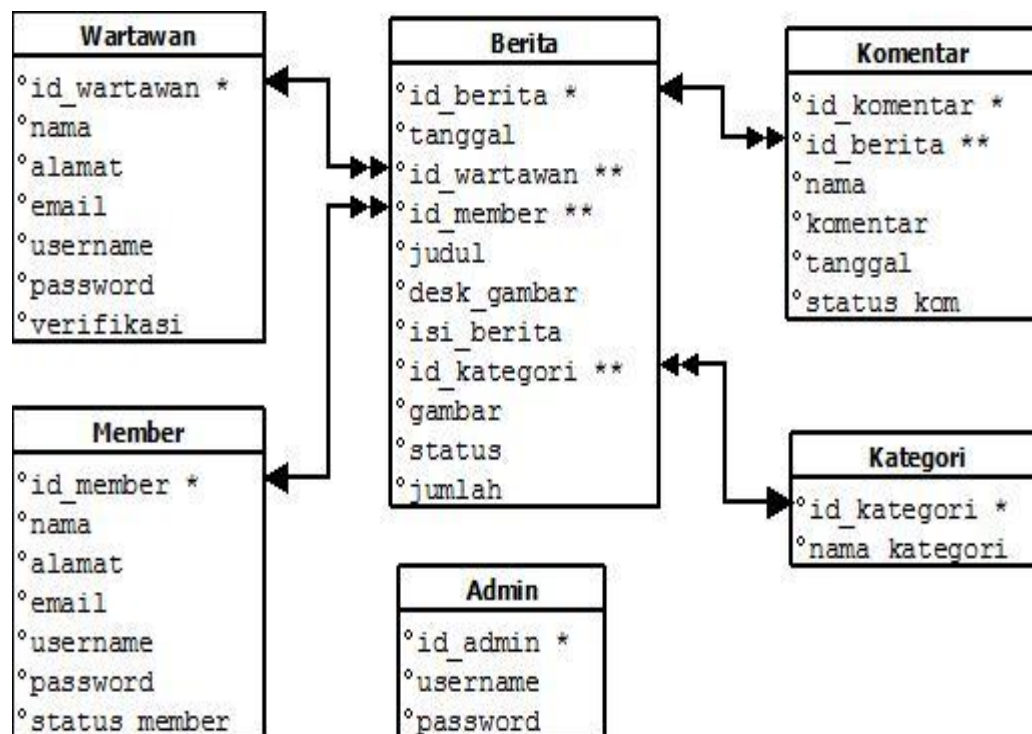 Wartawan
°id_wartawan *
°nama
°alamat
°email
°username
°password
°verifikasi
Berita
°id_berita *
°tanggal
°id_wartawan **
°id_member **
°judul
°desk_gambar
°isi_berita
°id_kategori **
°gambar
°status
°jumlah
Komentar
°id_komentar *
°id_berita **
°nama
°komentar
°tanggal
°status_kom
Member
°id_member *
°nama
°alamat
°email
°username
°password
°status_member
Admin
°id_admin *
°username
°password
Kategori
°id_kategori *
°nama_kategori